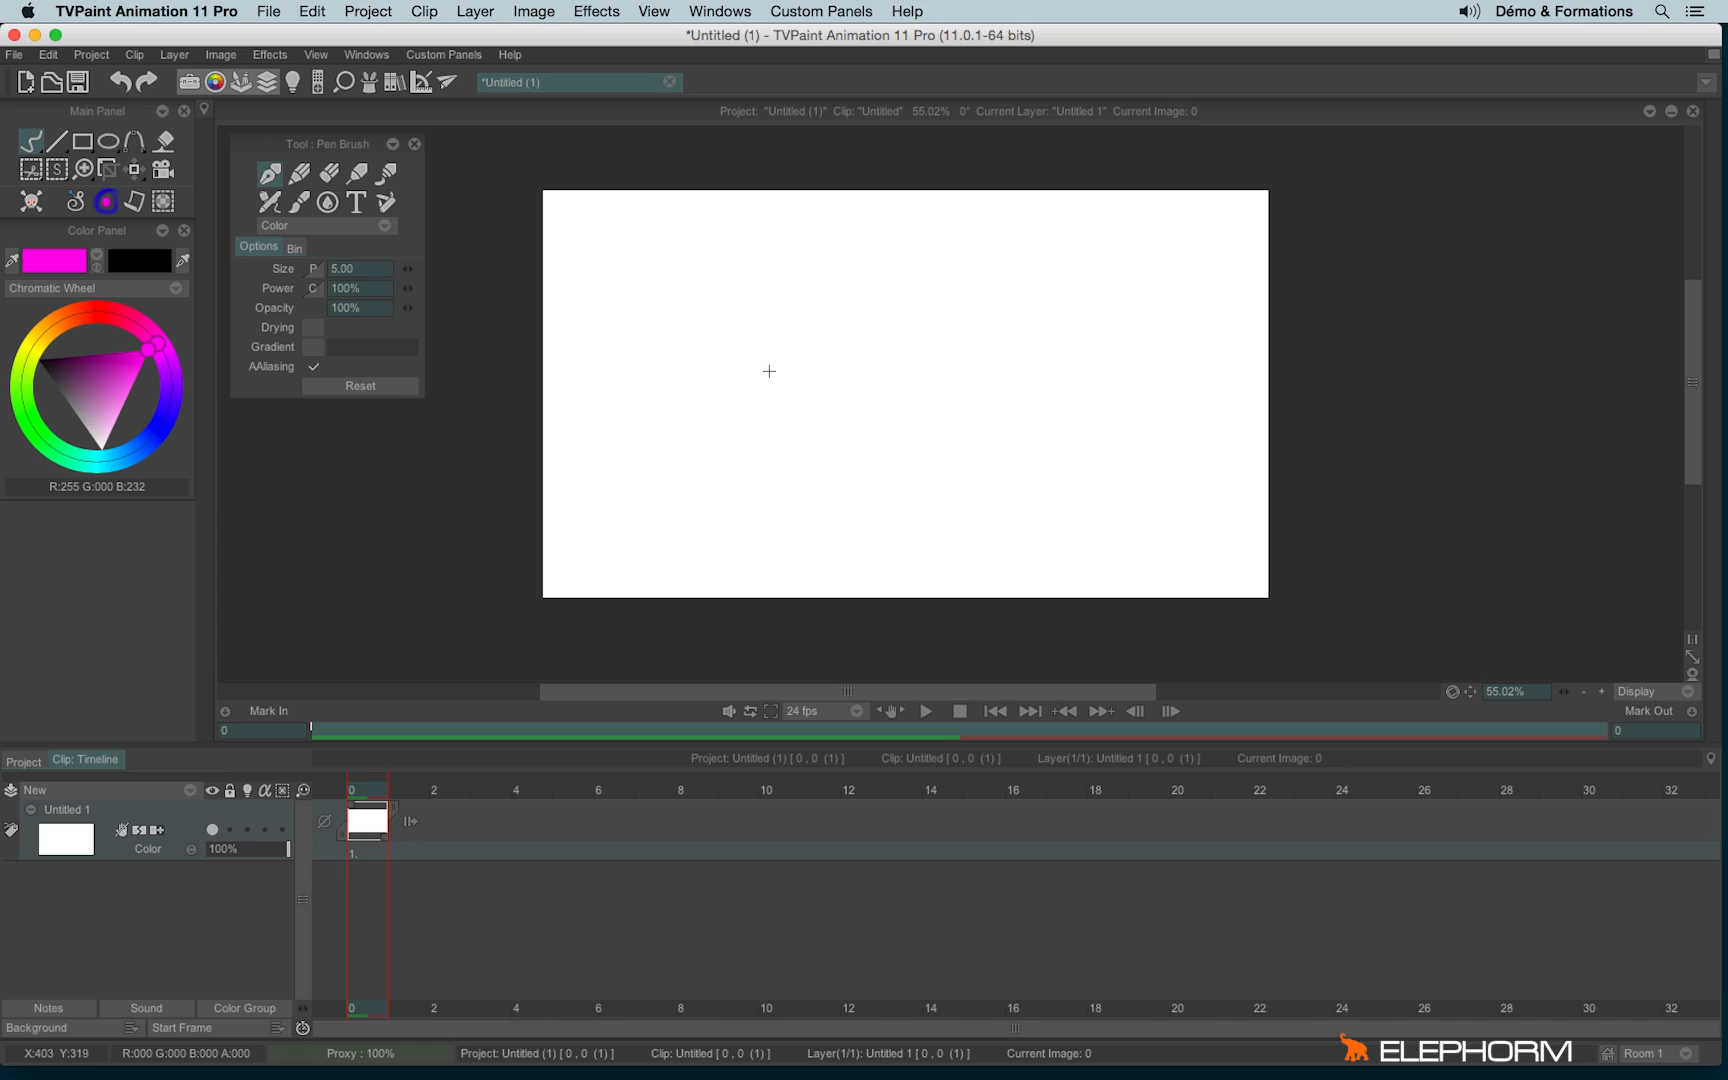 TVPaint Animation 11 Pro File Edit Project Clip Layer Image Effects View Windows Custom Panels Help Démo & Formations
*Untitled (1) - TVPaint Animation 11 Pro (11.0.1-64 bits)
File Edit Project Clip Layer Image Effects View Windows Custom Panels Help
*Untitled (1)
Main Panel
Project: "Untitled (1)" Clip: "Untitled" 55.02% 0° Current Layer: "Untitled 1" Current Image: 0
Tool : Pen Brush
Color Panel
Color
Options Bin
Size P 5.00
Power C 100%
Opacity 100%
Drying
Gradient
AAliasing
Reset
Chromatic Wheel
R:255 G:000 B:232
55.02% - + Display
Mark In 24 fps Mark Out
0 0
Project Clip: Timeline Project: Untitled (1) [ 0 , 0 (1) ] Clip: Untitled [ 0 , 0 (1) ] Layer(1/1): Untitled 1 [ 0 , 0 (1) ] Current Image: 0
New 0 2 4 6 8 10 12 14 16 18 20 22 24 26 28 30 32
Untitled 1
Color 100%
1.
Notes Sound Color Group 0 2 4 6 8 10 12 14 16 18 20 22 24 26 28 30 32
Background Start Frame
X:403 Y:319 R:000 G:000 B:000 A:000 Proxy : 100% Project: Untitled (1) [ 0 , 0 (1) ] Clip: Untitled [ 0 , 0 (1) ] Layer(1/1): Untitled 1 [ 0 , 0 (1) ] Current Image: 0 ELEPHORM Room 1